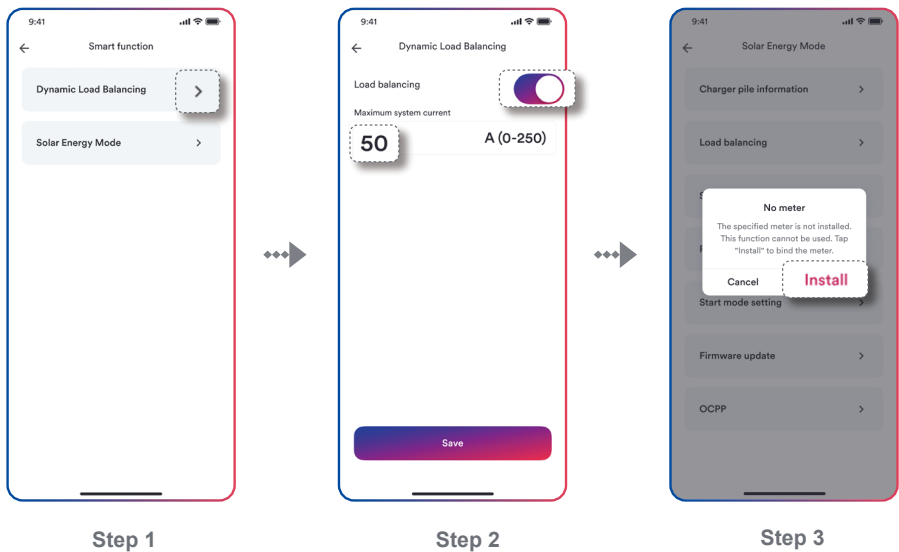 9:41
Smart function
Dynamic Load Balancing
Solar Energy Mode
Step 1
9:41
Dynamic Load Balancing
Load balancing
Maximum system current
50 A (0-250)
Save
Step 2
9:41
Solar Energy Mode
Charger pile information
Load balancing
No meter
The specified meter is not installed.
This function cannot be used. Tap
"Install" to bind the meter.
Cancel Install
Start mode setting
Firmware update
OCPP
Step 3